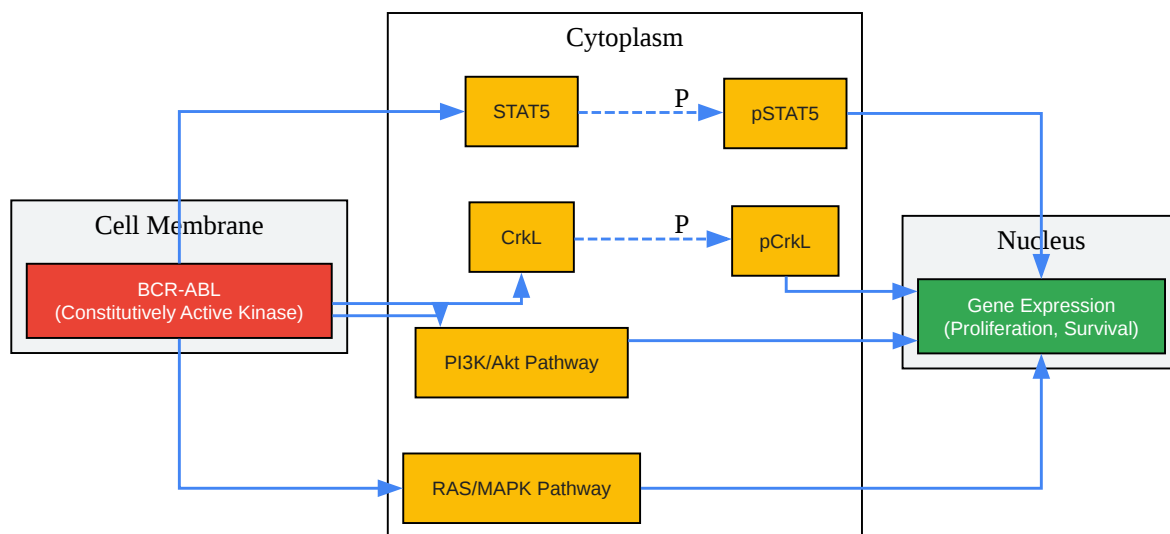 Cytoplasm
STAT5
P
pSTAT5
Cell Membrane
BCR-ABL
(Constitutively Active Kinase)
CrkL
P
pCrkL
Nucleus
Gene Expression
(Proliferation, Survival)
PI3K/Akt Pathway
RAS/MAPK Pathway